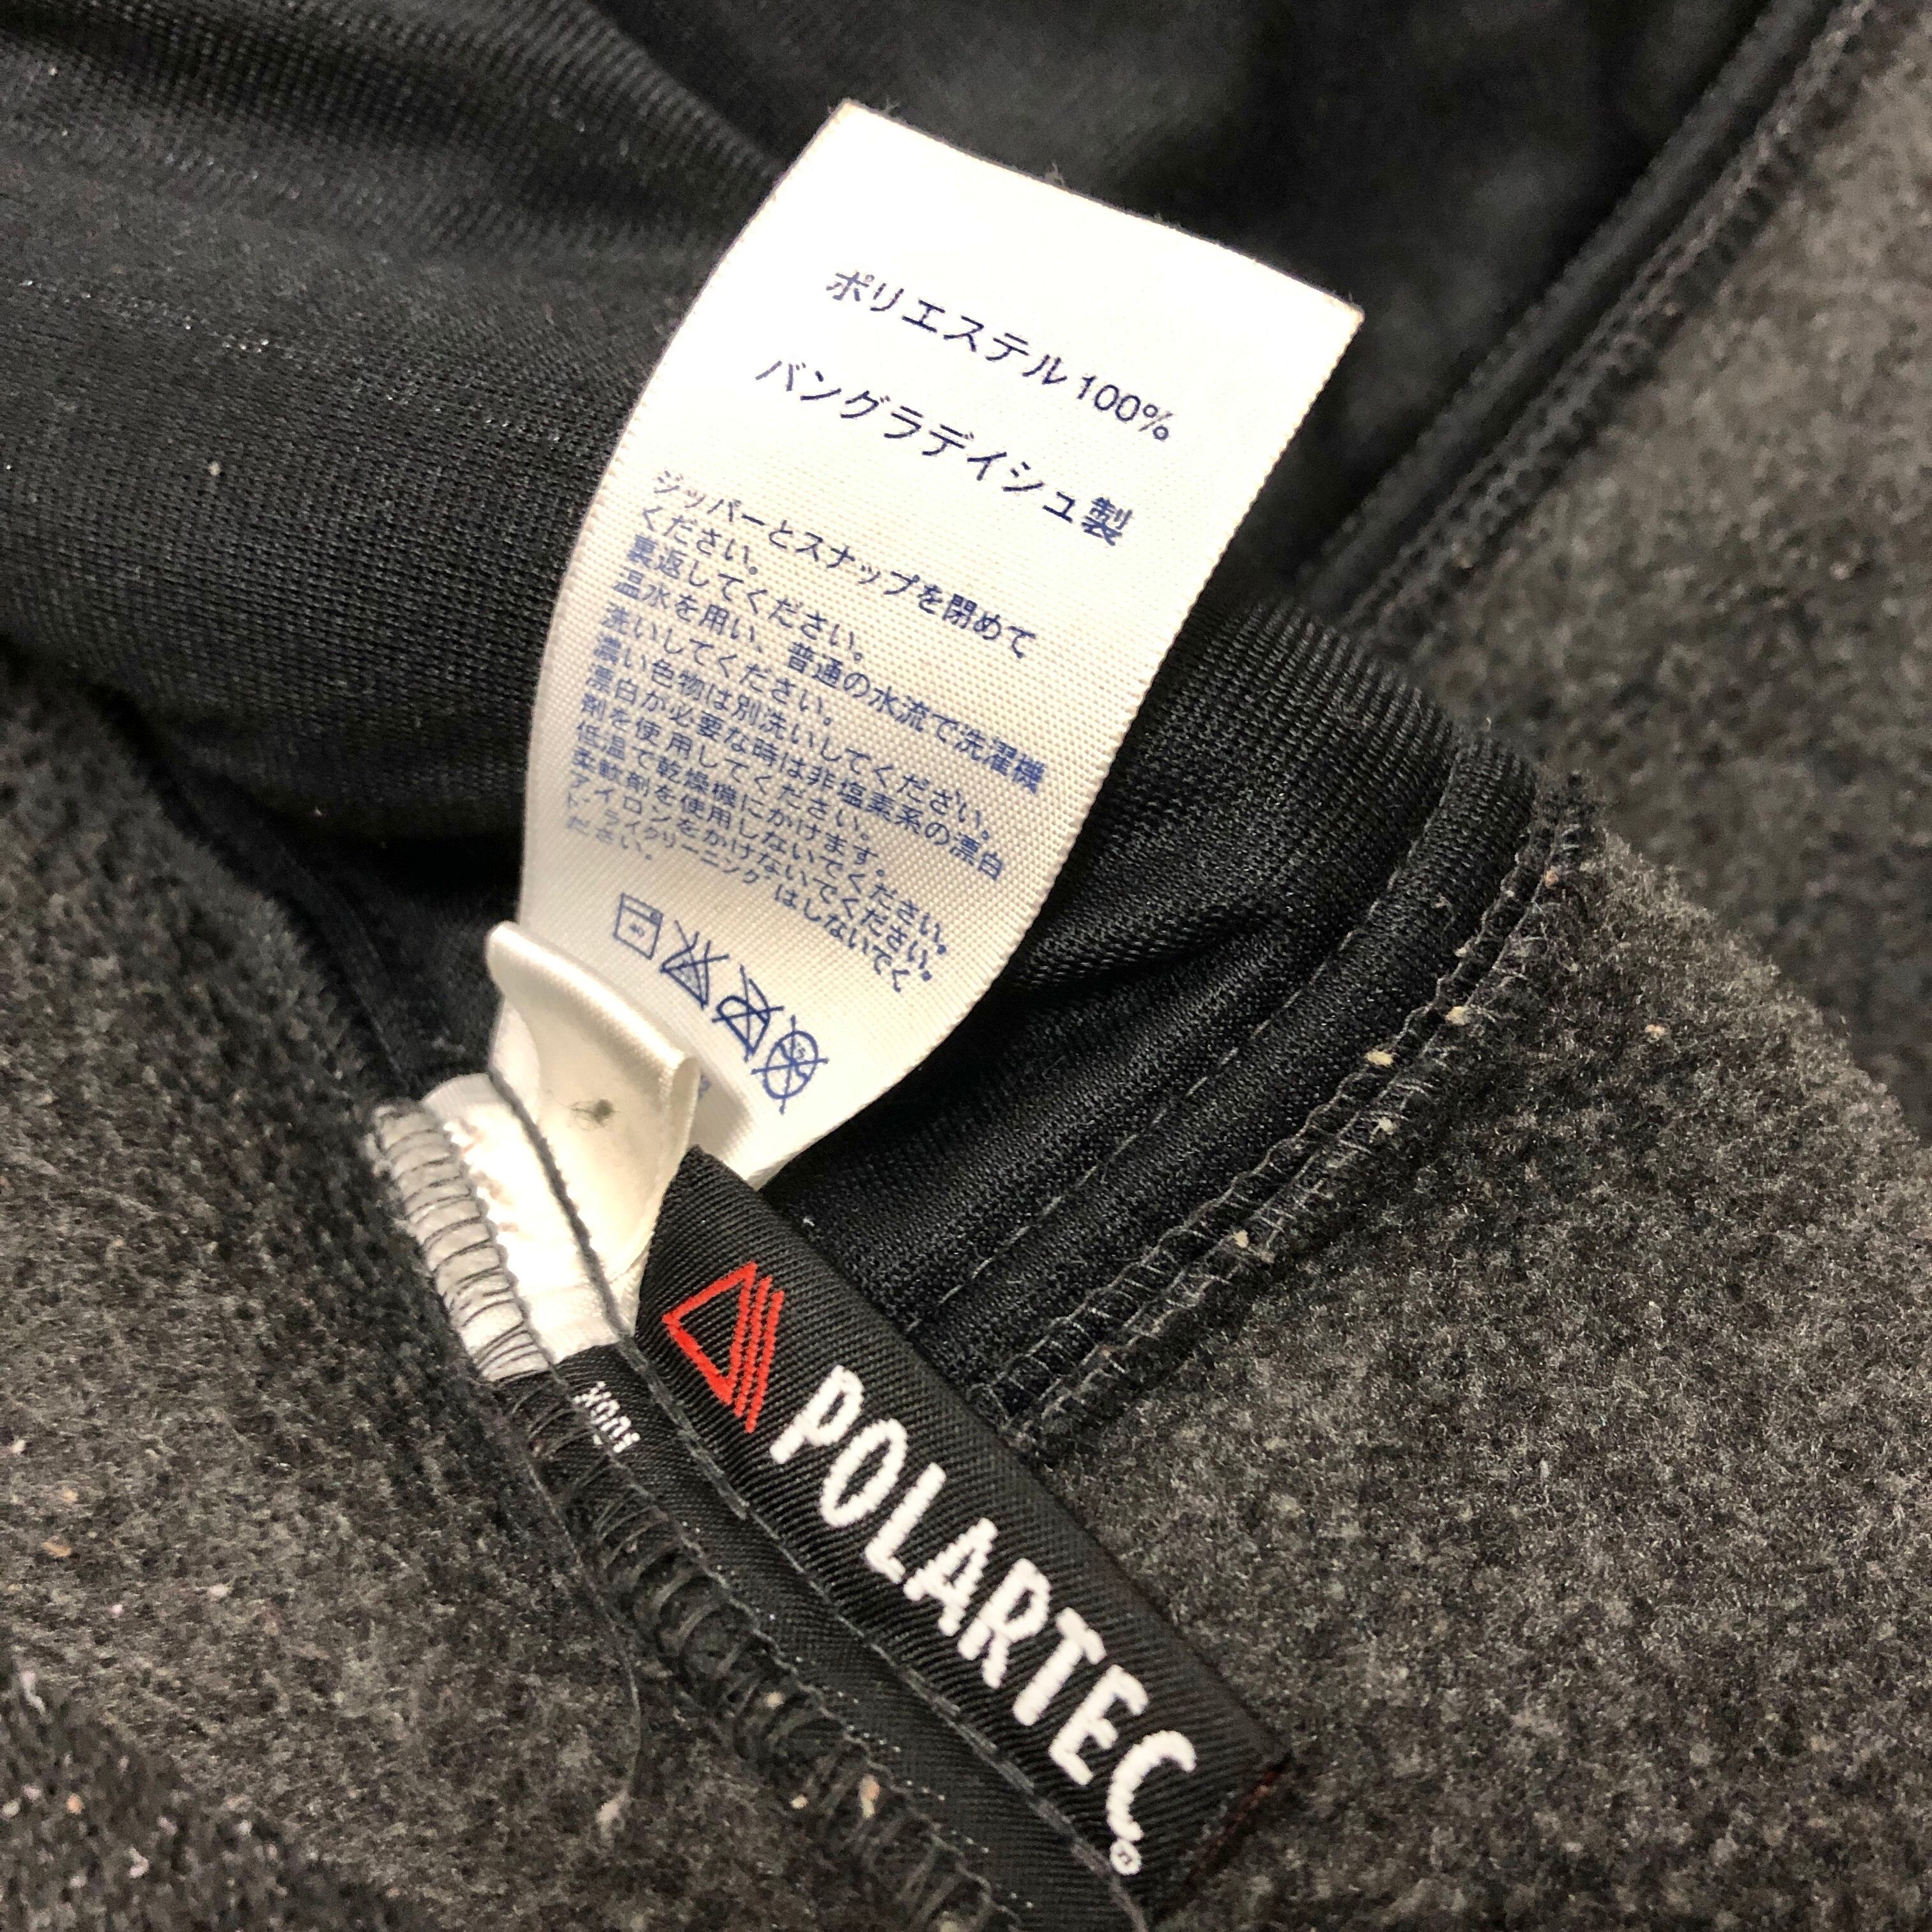 ポリエステル100%
バングラデイシュ製
ジッパーとスナップを閉めて
ください。
裏返してください。
温水を用い、普通の水流で洗濯機
洗いしてください。
濃い色物は別洗いしてください。
漂白が必要な時は非塩素系の漂白
剤を使用してください。
低温で乾燥機にかけます。
柔軟剤を使用しないでください。
アイロンをかけないでください。
ドライクリーニング はしないでく
ださい。
40
POLARTEC®